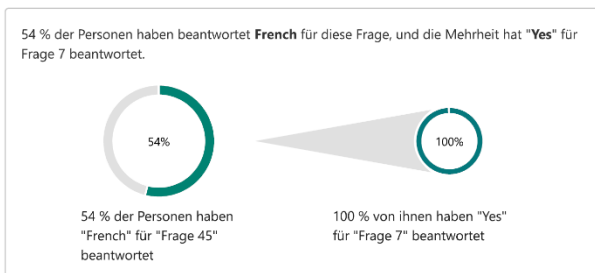 54 % der Personen haben beantwortet French für diese Frage, und die Mehrheit hat "Yes" für
Frage 7 beantwortet.
54%
100%
54 % der Personen haben
"French" für "Frage 45"
beantwortet
100 % von ihnen haben "Yes"
für "Frage 7" beantwortet